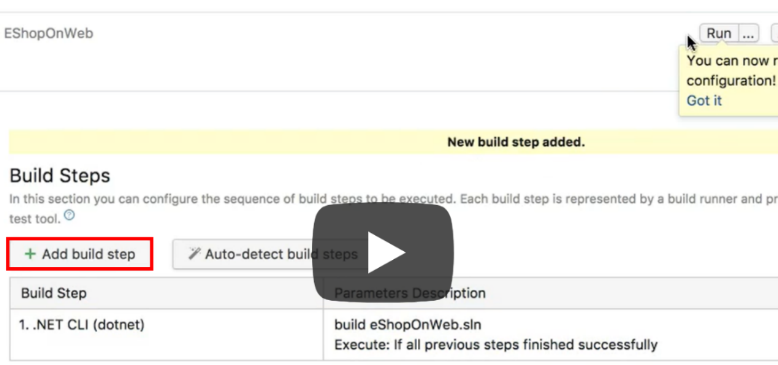 EShopOnWeb
Run ...
You can now r
configuration!
Got it
New build step added.
Build Steps
In this section you can configure the sequence of build steps to be executed. Each build step is represented by a build runner and pr
test tool. ?
+ Add build step
Auto-detect build steps
Build Step Parameters Description
1. .NET CLI (dotnet) build eShopOnWeb.sln
Execute: If all previous steps finished successfully